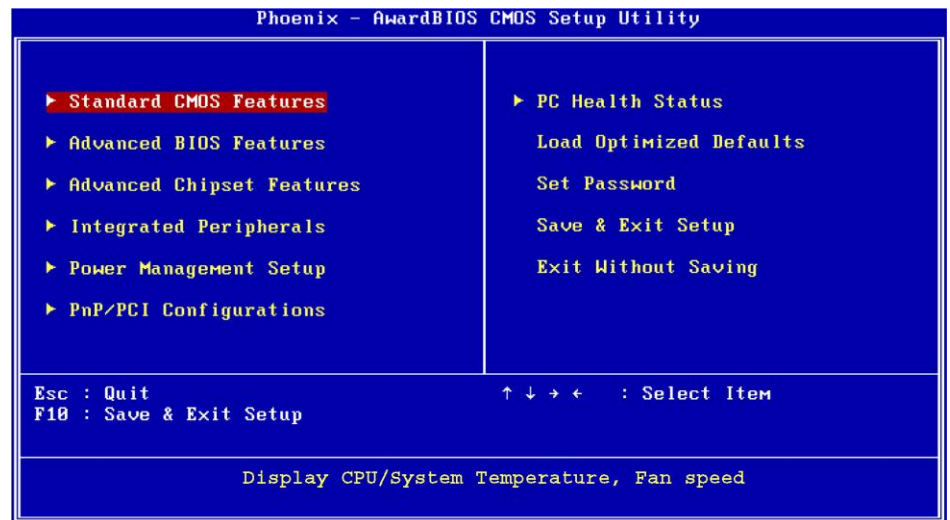 Phoenix - AwardBIOS CMOS Setup Utility
► Standard CMOS Features
► Advanced BIOS Features
► Advanced Chipset Features
► Integrated Peripherals
► Power Management Setup
► PnP/PCI Configurations
► PC Health Status
Load Optimized Defaults
Set Password
Save & Exit Setup
Exit Without Saving
Esc : Quit
F10 : Save & Exit Setup
↑ ↓ → ← : Select Item
Display CPU/System Temperature, Fan speed